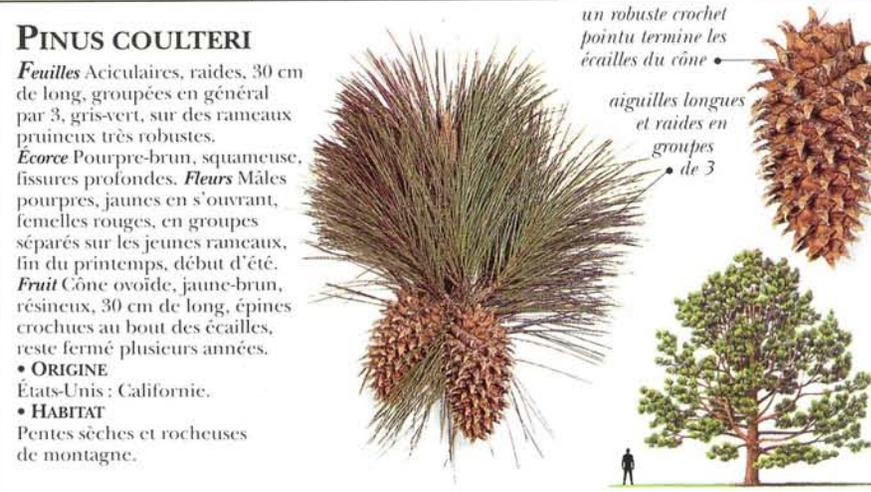 PINUS COULTERI
Feuilles Aciculaires, raides, 30 cm
de long, groupées en général
par 3, gris-vert, sur des rameaux
pruineux très robustes.
Écorce Pourpre-brun, squameuse,
fissures profondes. Fleurs Mâles
pourpres, jaunes en s'ouvrant,
femelles rouges, en groupes
séparés sur les jeunes rameaux,
fin du printemps, début d'été.
Fruit Cône ovoïde, jaune-brun,
résineux, 30 cm de long, épines
crochues au bout des écailles,
reste fermé plusieurs années.
• ORIGINE
États-Unis : Californie.
• HABITAT
Pentes sèches et rocheuses
de montagne.
un robuste crochet
pointu termine les
écailles du cône •
aiguilles longues
et raides en
groupes
• de 3